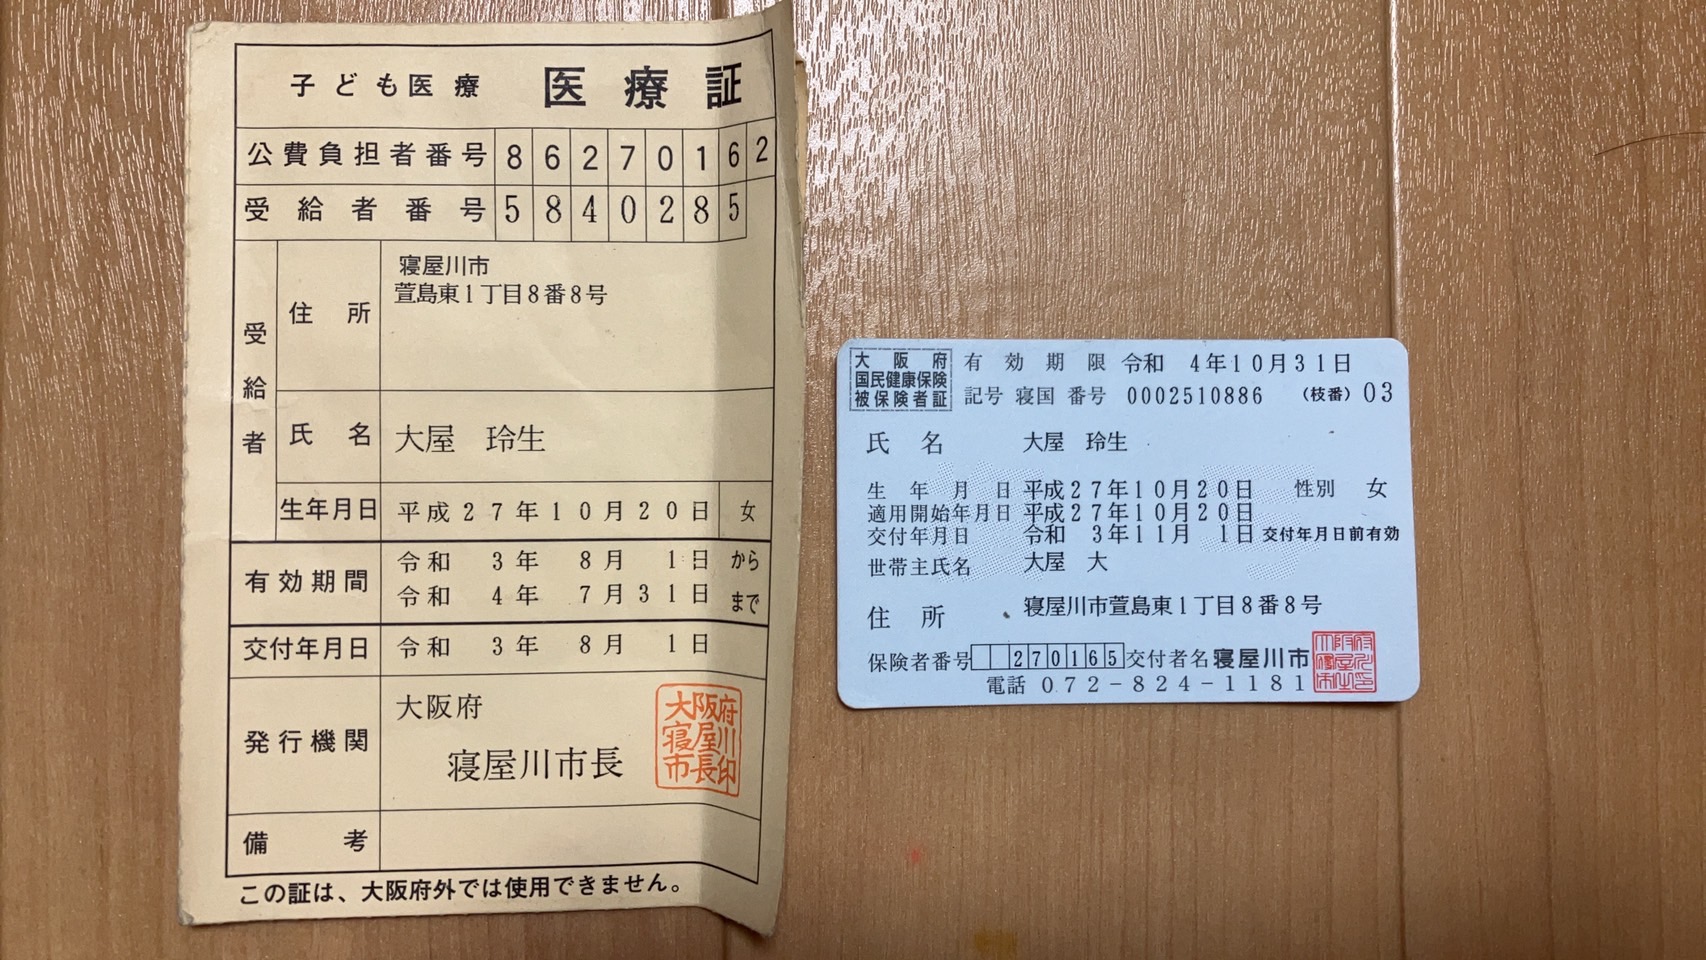 子ども医療 医療証
公費負担者番号 86270162
受給者番号 5840285
受給者
住所 寝屋川市
萱島東1丁目8番8号
氏名 大屋 玲生
生年月日 平成27年10月20日 女
有効期間 令和 3年 8月 1日 から
令和 4年 7月31日 まで
交付年月日 令和 3年 8月 1日
発行機関 大阪府
寝屋川市長
大阪府寝屋川市長印
備考
この証は、大阪府外では使用できません。
大阪府
国民健康保険
被保険者証
有効期限 令和 4年10月31日
記号 寝国 番号 0002510886 (枝番) 03
氏名 大屋 玲生
生年月日 平成27年10月20日 性別 女
適用開始年月日 平成27年10月20日
交付年月日 令和 3年11月 1日 交付年月日前有効
世帯主氏名 大屋 大
住所 寝屋川市萱島東1丁目8番8号
保険者番号 270165 交付者名 寝屋川市
電話 072-824-1181